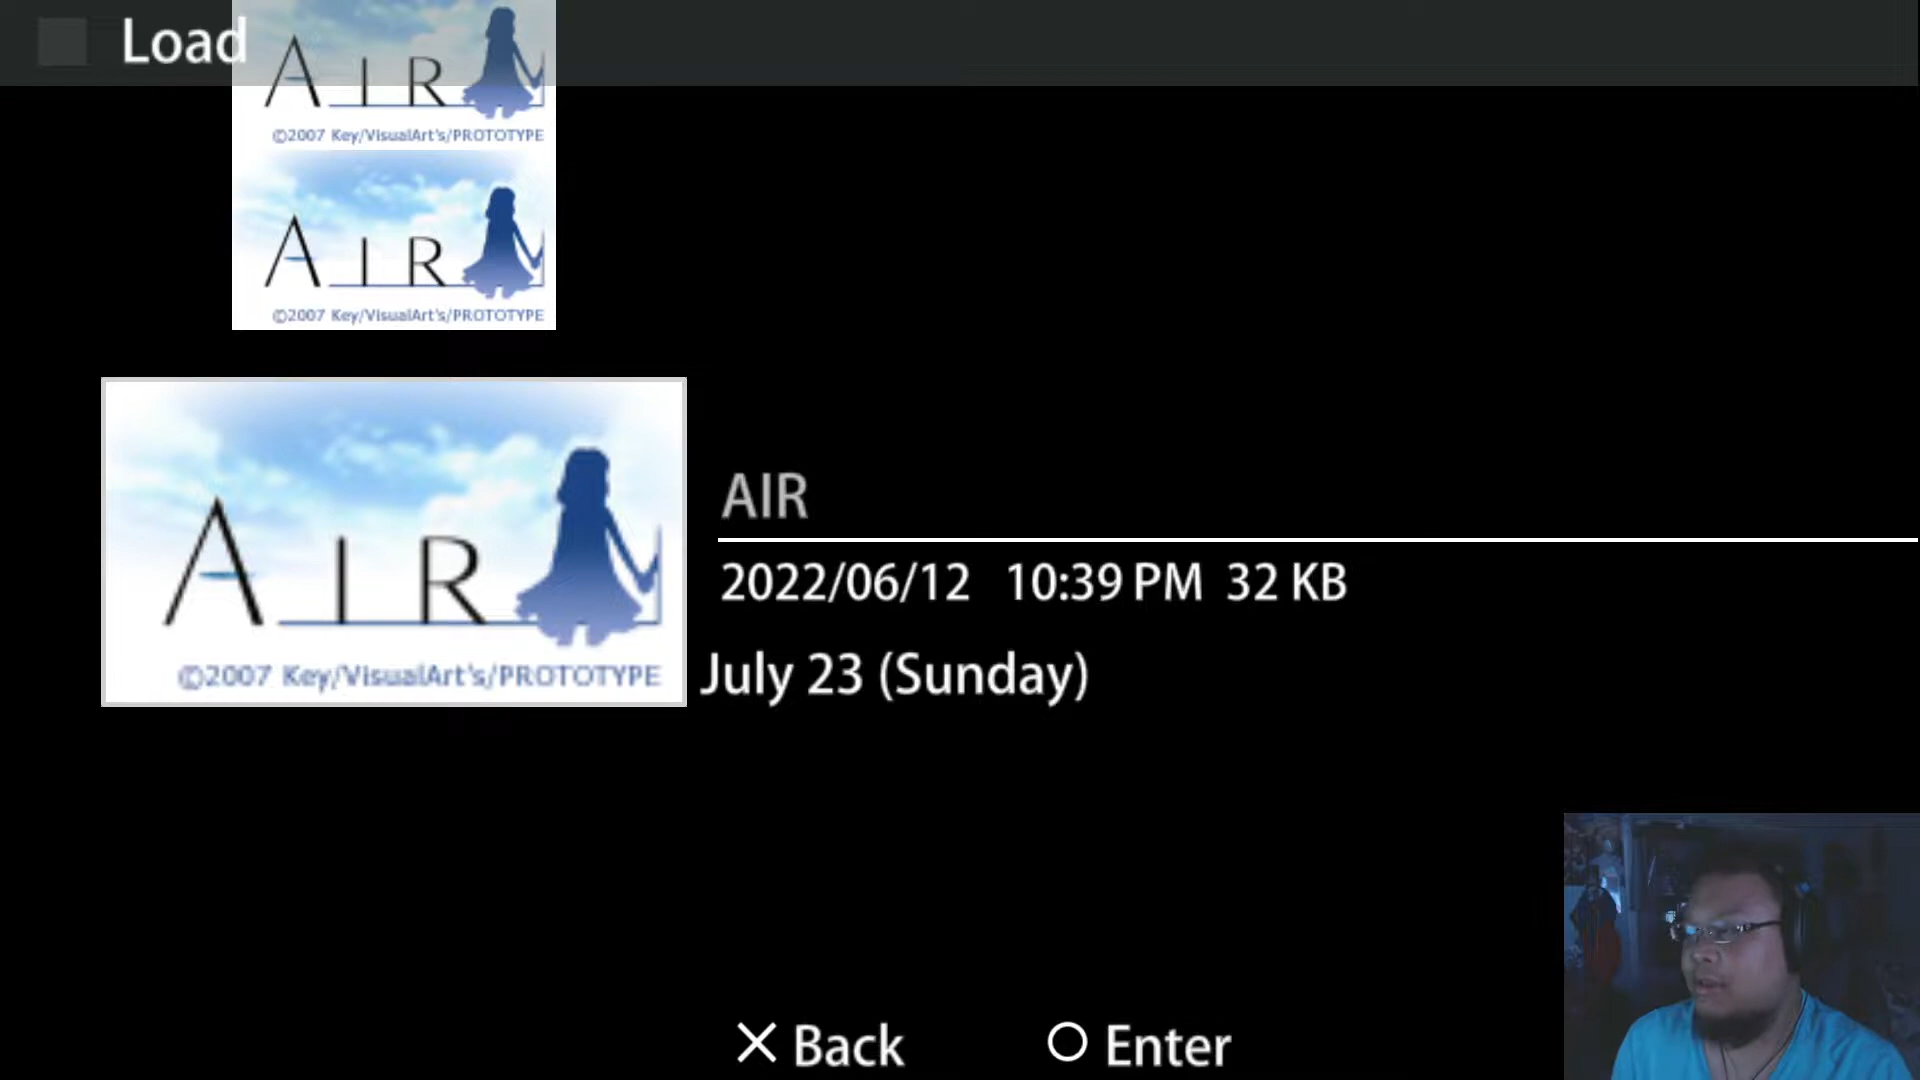 Load
AIR
©2007 Key/VisualArt's/PROTOTYPE
AIR
©2007 Key/VisualArt's/PROTOTYPE
AIR
©2007 Key/VisualArt's/PROTOTYPE
AIR
2022/06/12 10:39 PM 32 KB
July 23 (Sunday)
Back Enter